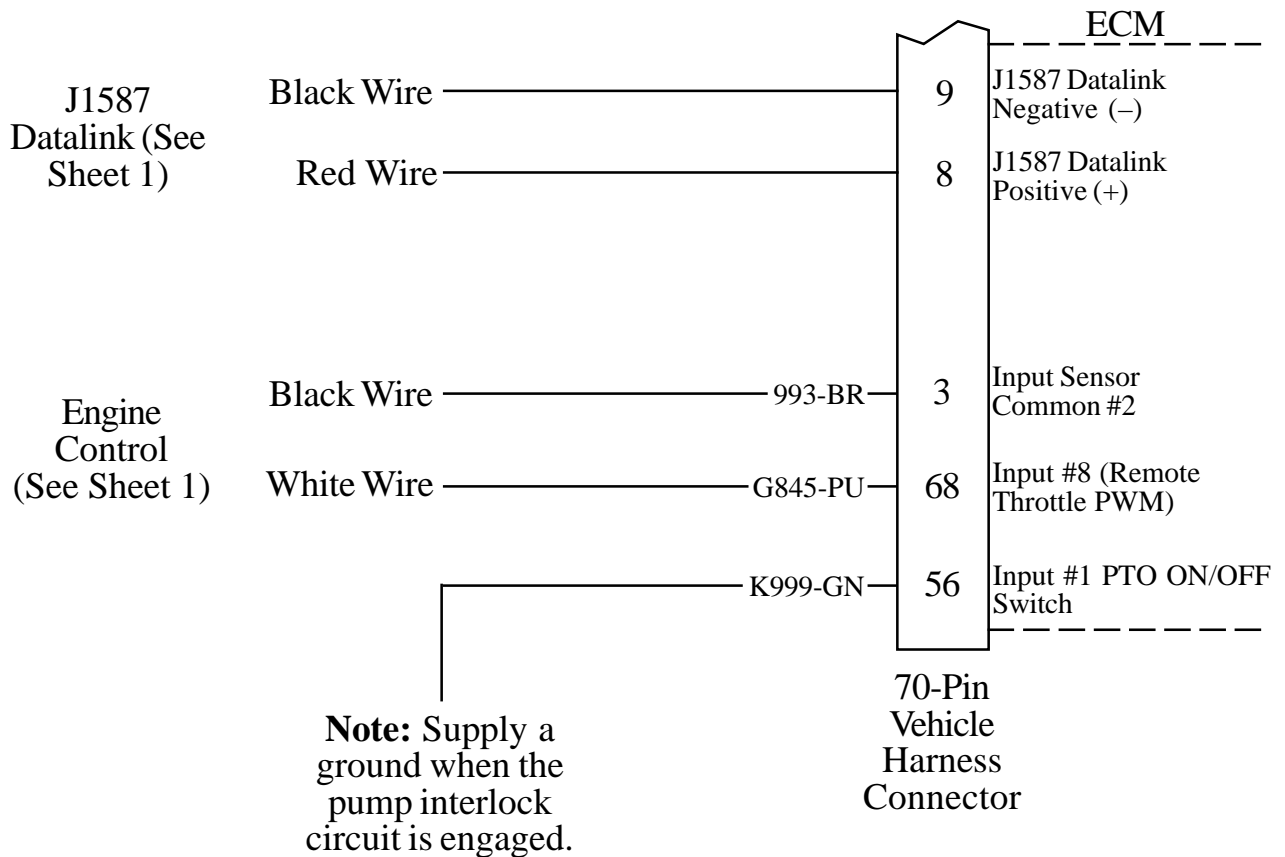 ECM
J1587
Datalink (See
Sheet 1)
Black Wire
9
J1587 Datalink
Negative (–)
Red Wire
8
J1587 Datalink
Positive (+)
Engine
Control
(See Sheet 1)
Black Wire
993-BR
3
Input Sensor
Common #2
White Wire
G845-PU
68
Input #8 (Remote
Throttle PWM)
K999-GN
56
Input #1 PTO ON/OFF
Switch
Note: Supply a
ground when the
pump interlock
circuit is engaged.
70-Pin
Vehicle
Harness
Connector